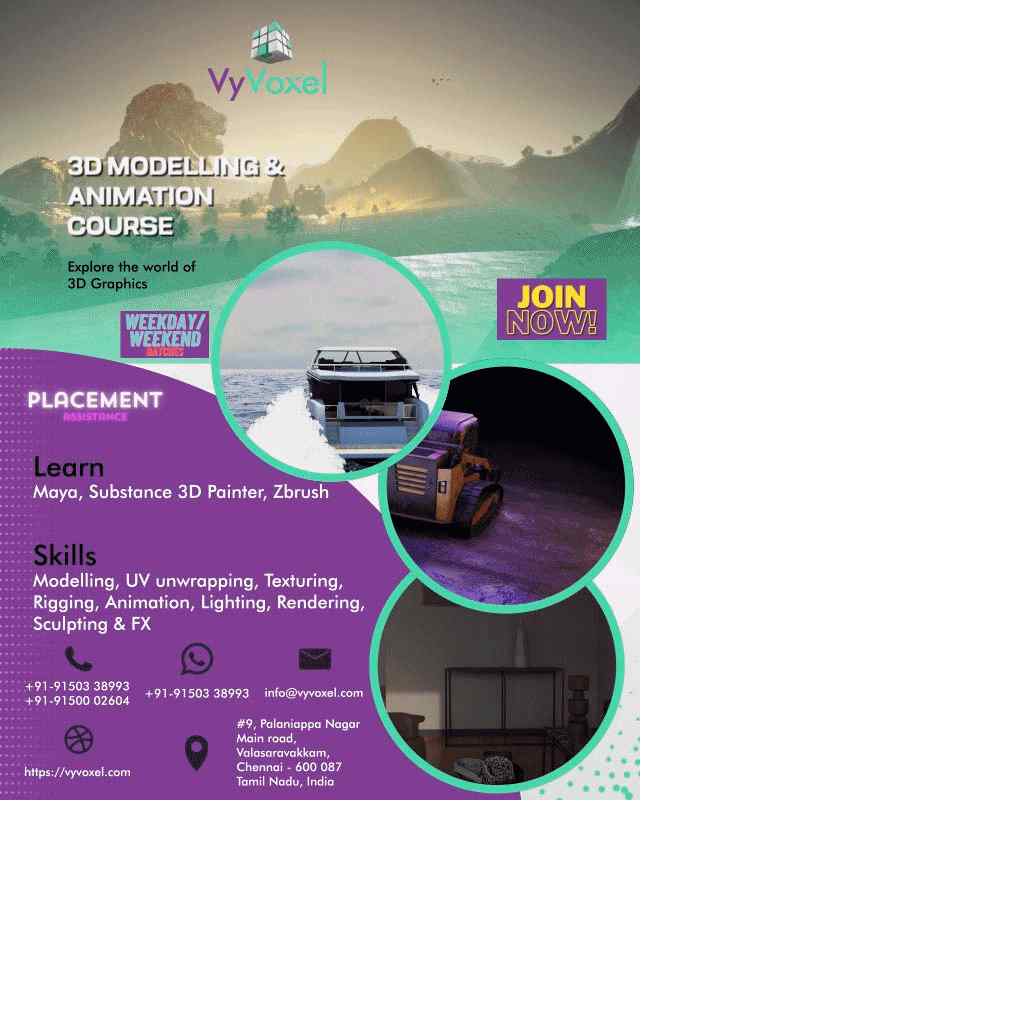 VyVoxel
3D MODELLING &
ANIMATION
COURSE
Explore the world of
3D Graphics
JOIN
NOW!
WEEKDAY/
WEEKEND
BATCHES
PLACEMENT
ASSISTANCE
Learn
Maya, Substance 3D Painter, Zbrush
Skills
Modelling, UV unwrapping, Texturing,
Rigging, Animation, Lighting, Rendering,
Sculpting & FX
+91-91503 38993
+91-91500 02604
+91-91503 38993
info@vyvoxel.com
https://vyvoxel.com
#9, Palaniappa Nagar
Main road,
Valasaravakkam,
Chennai - 600 087
Tamil Nadu, India